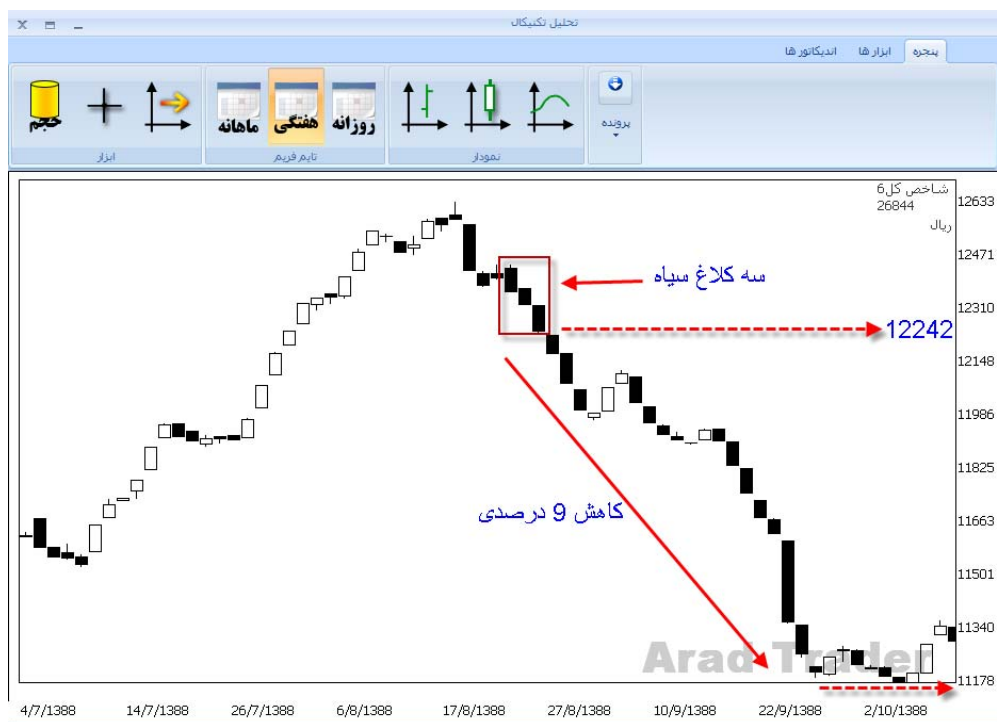 تحلیل تکنیکال
پنجره ابزار ها اندیکاتور ها
پرونده
روزانه هفتگی ماهانه حجم
نمودار تایم فریم ابزار
شاخص کل6
26844
ریال
12633
12471
سه کلاغ سیاه
12310
12242
12148
11986
11825
کاهش 9 درصدی
11663
11501
11340
Arad Trader
11178
4/7/1388 14/7/1388 26/7/1388 6/8/1388 17/8/1388 27/8/1388 10/9/1388 22/9/1388 2/10/1388